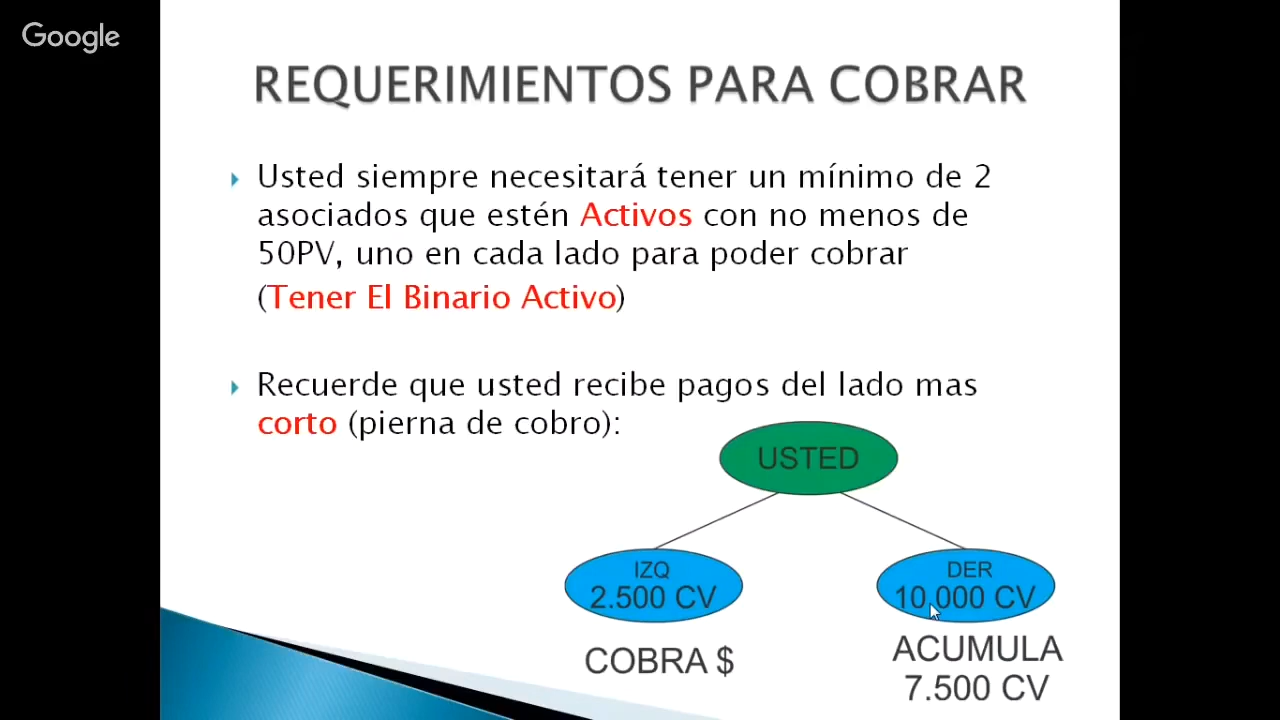 Google
REQUERIMIENTOS PARA COBRAR
Usted siempre necesitará tener un mínimo de 2
asociados que estén Activos con no menos de
50PV, uno en cada lado para poder cobrar
(Tener El Binario Activo)
Recuerde que usted recibe pagos del lado mas
corto (pierna de cobro):
USTED
IZQ
2.500 CV
DER
10.000 CV
COBRA $
ACUMULA
7.500 CV